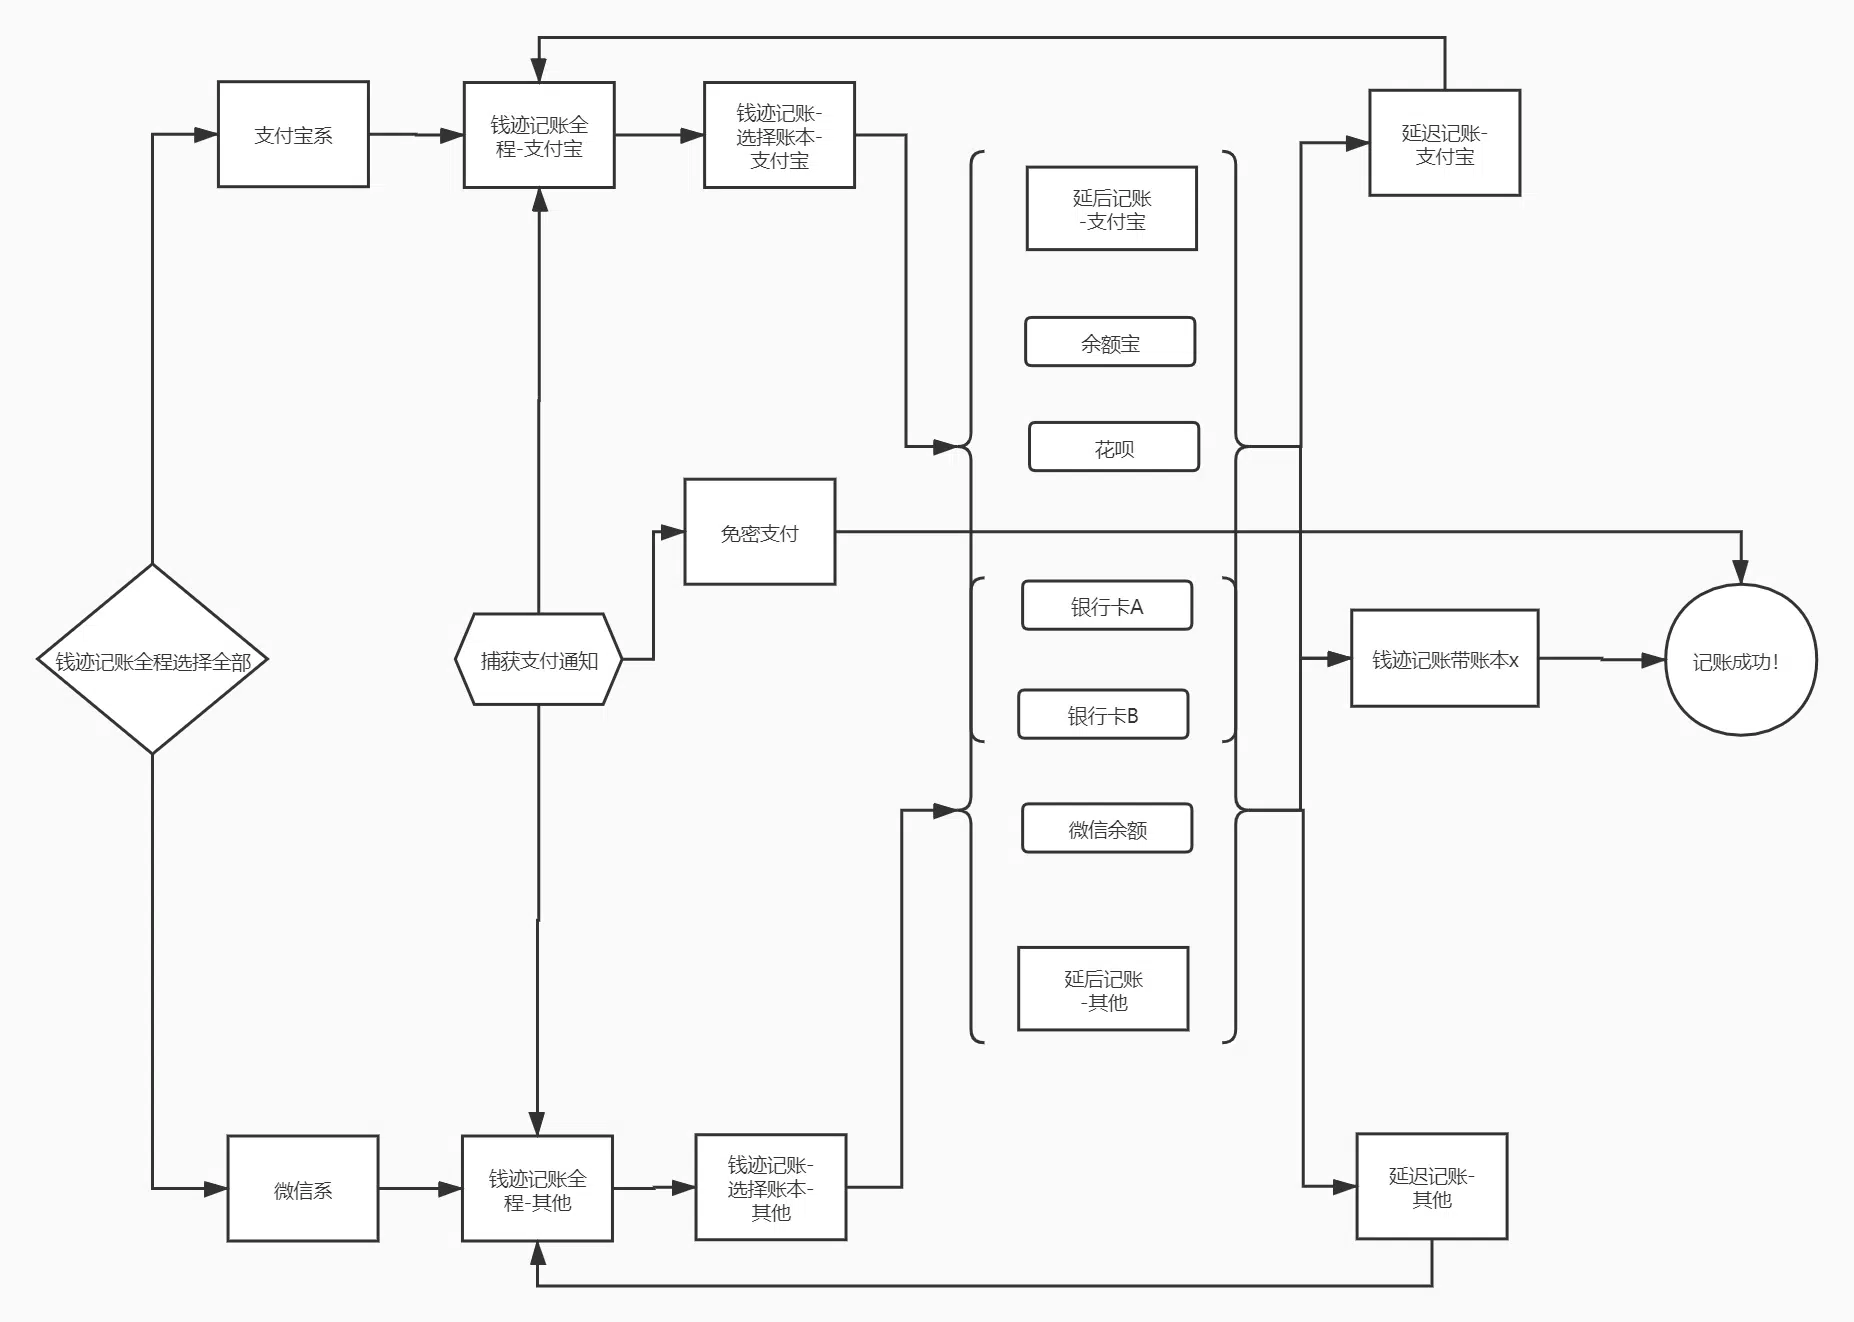 支付宝系
钱迹记账全
程-支付宝
钱迹记账-
选择账本-
支付宝
延迟记账-
支付宝
延后记账
-支付宝
余额宝
花呗
免密支付
钱迹记账全程选择全部
捕获支付通知
银行卡A
银行卡B
钱迹记账带账本x
记账成功！
微信余额
延后记账
-其他
微信系
钱迹记账全
程-其他
钱迹记账-
选择账本-
其他
延迟记账-
其他